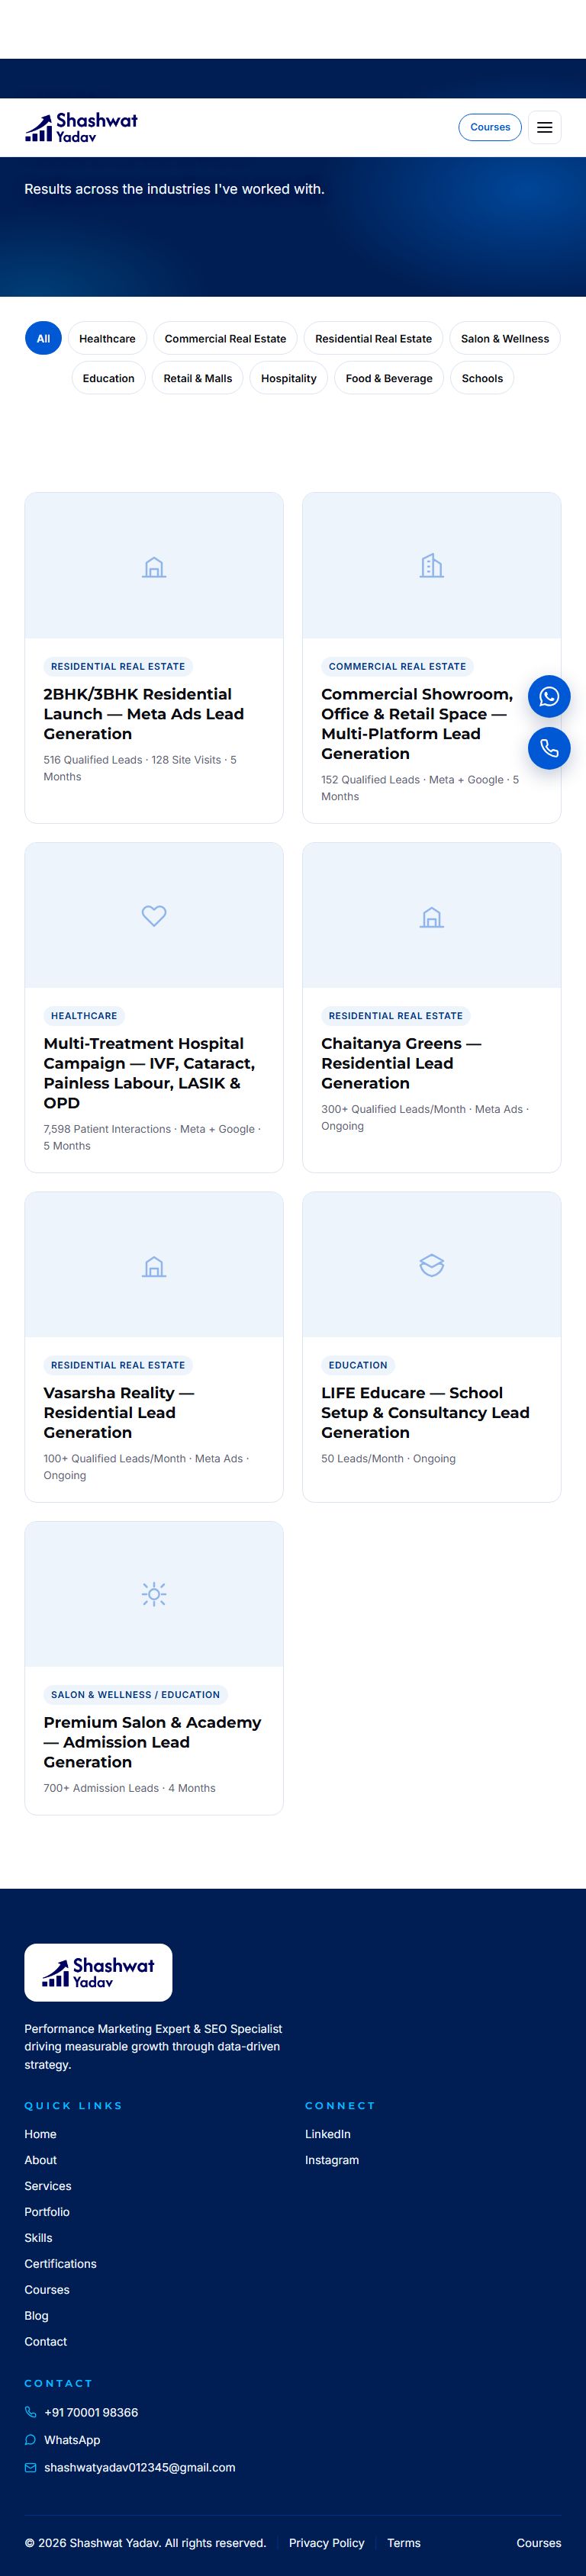 Shashwat
Yadav
Courses
Results across the industries I've worked with.
All
Healthcare
Commercial Real Estate
Residential Real Estate
Salon & Wellness
Education
Retail & Malls
Hospitality
Food & Beverage
Schools
RESIDENTIAL REAL ESTATE
2BHK/3BHK Residential
Launch — Meta Ads Lead
Generation
516 Qualified Leads · 128 Site Visits · 5
Months
COMMERCIAL REAL ESTATE
Commercial Showroom,
Office & Retail Space —
Multi-Platform Lead
Generation
152 Qualified Leads · Meta + Google · 5
Months
HEALTHCARE
Multi-Treatment Hospital
Campaign — IVF, Cataract,
Painless Labour, LASIK &
OPD
7,598 Patient Interactions · Meta + Google ·
5 Months
RESIDENTIAL REAL ESTATE
Chaitanya Greens —
Residential Lead
Generation
300+ Qualified Leads/Month · Meta Ads ·
Ongoing
RESIDENTIAL REAL ESTATE
Vasarsha Reality —
Residential Lead
Generation
100+ Qualified Leads/Month · Meta Ads ·
Ongoing
EDUCATION
LIFE Educare — School
Setup & Consultancy Lead
Generation
50 Leads/Month · Ongoing
SALON & WELLNESS / EDUCATION
Premium Salon & Academy
— Admission Lead
Generation
700+ Admission Leads · 4 Months
Shashwat
Yadav
Performance Marketing Expert & SEO Specialist
driving measurable growth through data-driven
strategy.
QUICK LINKS
Home
About
Services
Portfolio
Skills
Certifications
Courses
Blog
Contact
CONNECT
LinkedIn
Instagram
CONTACT
+91 70001 98366
WhatsApp
shashwatyadav012345@gmail.com
© 2026 Shashwat Yadav. All rights reserved.
Privacy Policy
Terms
Courses